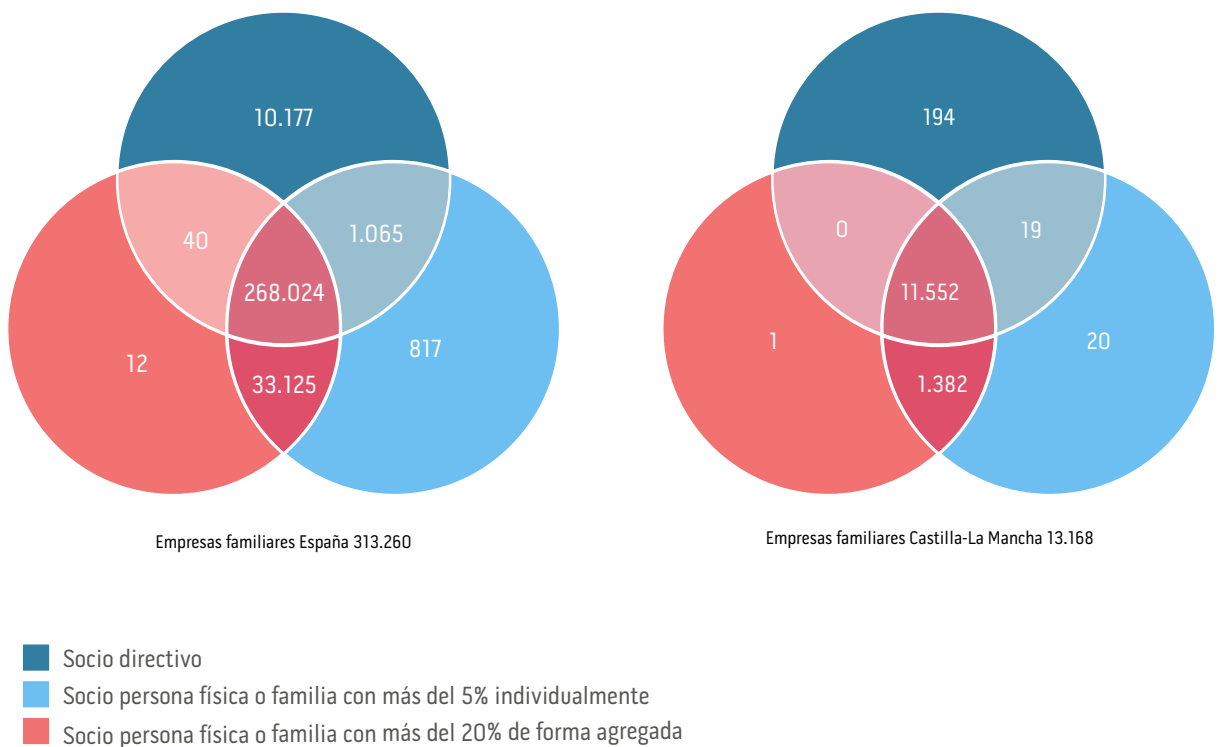 10.177
40
1.065
268.024
12
817
33.125
Empresas familiares España 313.260
194
0
19
11.552
1
20
1.382
Empresas familiares Castilla-La Mancha 13.168
Socio directivo
Socio persona física o familia con más del 5% individualmente
Socio persona física o familia con más del 20% de forma agregada